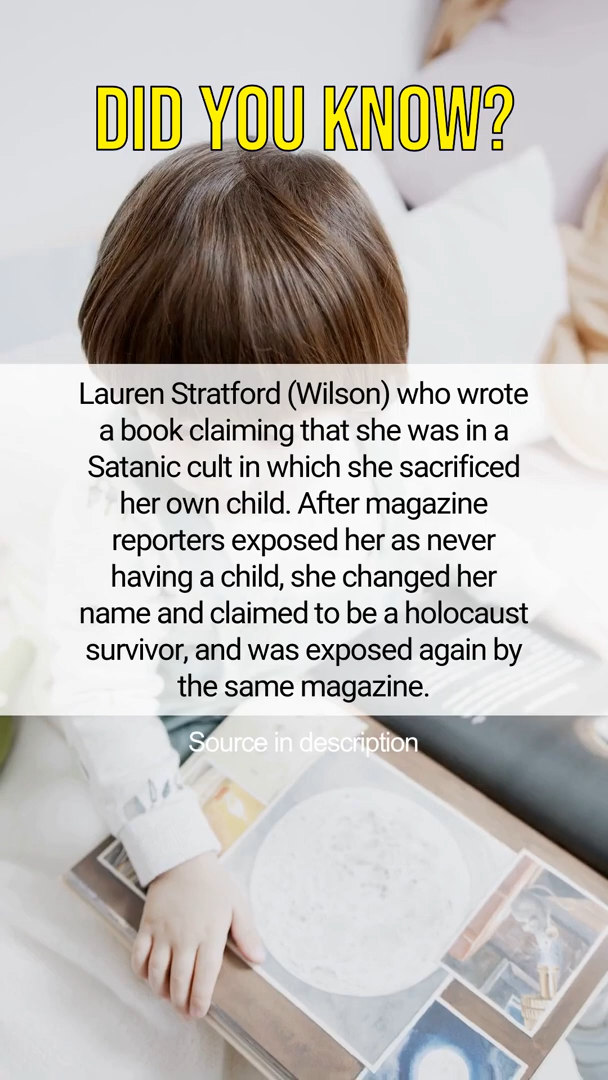 DID YOU KNOW?
Lauren Stratford (Wilson) who wrote
a book claiming that she was in a
Satanic cult in which she sacrificed
her own child. After magazine
reporters exposed her as never
having a child, she changed her
name and claimed to be a holocaust
survivor, and was exposed again by
the same magazine.
Source in description